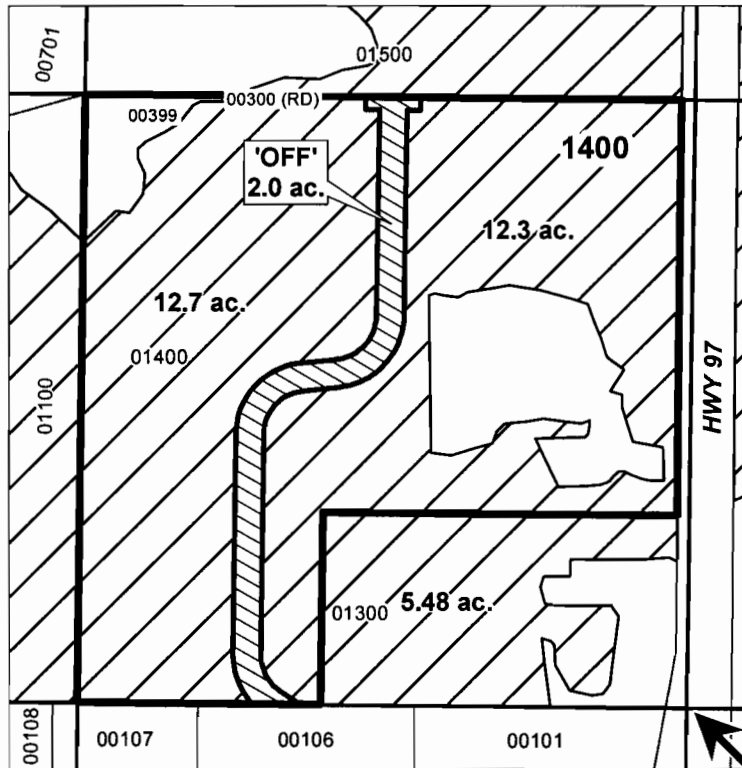 00701
01500
00399
00300 (RD)
'OFF'
2.0 ac.
1400
12.3 ac.
12.7 ac.
01400
01100
HWY 97
01300
5.48 ac.
00108
00107
00106
00101